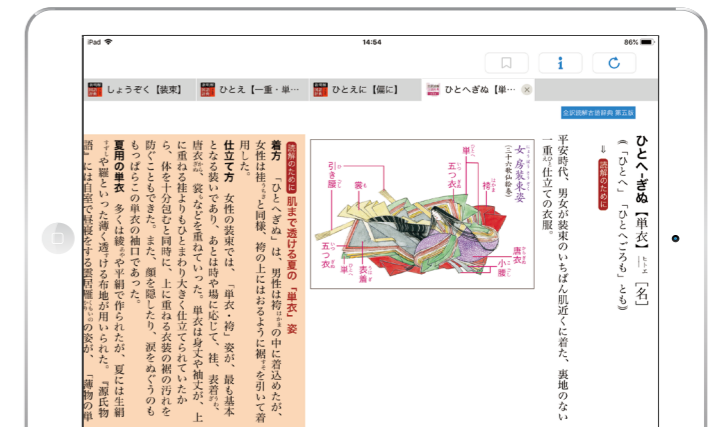 iPad
14:54
86%
しょうぞく【装束】
ひとえ【一重・単…
ひとえに【偏に】
ひとへぎぬ【単…
全訳読解古語辞典 第五版
ひとへ-ぎぬ【単衣】ヒトエ［名］
《「ひとへ」「ひとへごろも」とも》
⇓読解のために
平安時代、男女が装束のいちばん肌近くに着た、裏地のない
一重仕立ての衣服。
女房装束姿
（三十六歌仙絵巻）
単
五つ衣
袴
引き腰
裳
唐衣
小腰
五つ衣
単
表着
読解のために 肌まで透ける夏の「単衣」姿
着方 「ひとへぎぬ」は、男性は袴の中に着込めたが、
女性は袿と同様、袴の上にはおるように裾を引いて着
用した。
仕立て方 女性の装束では、「単衣・袴」姿が、最も基本
となる装いであり、あとは時や場に応じて、袿、表着、
唐衣、裳などを重ねていった。単衣は身丈や袖丈が、上
に重ねる袿よりもひとまわり大きく仕立てられていたか
ら、体を十分包むと同時に、上に重ねる衣装の裾の汚れを
防ぐこともできた。また、顔を隠したり、涙をぬぐうのも
もっぱらこの単衣の袖口であった。
夏用の単衣 多くは綾や平絹で作られたが、夏には生絹
や羅といった薄く透ける布地が用いられた。『源氏物
語』には自室で昼寝をする雲居雁の姿が、「薄物の単